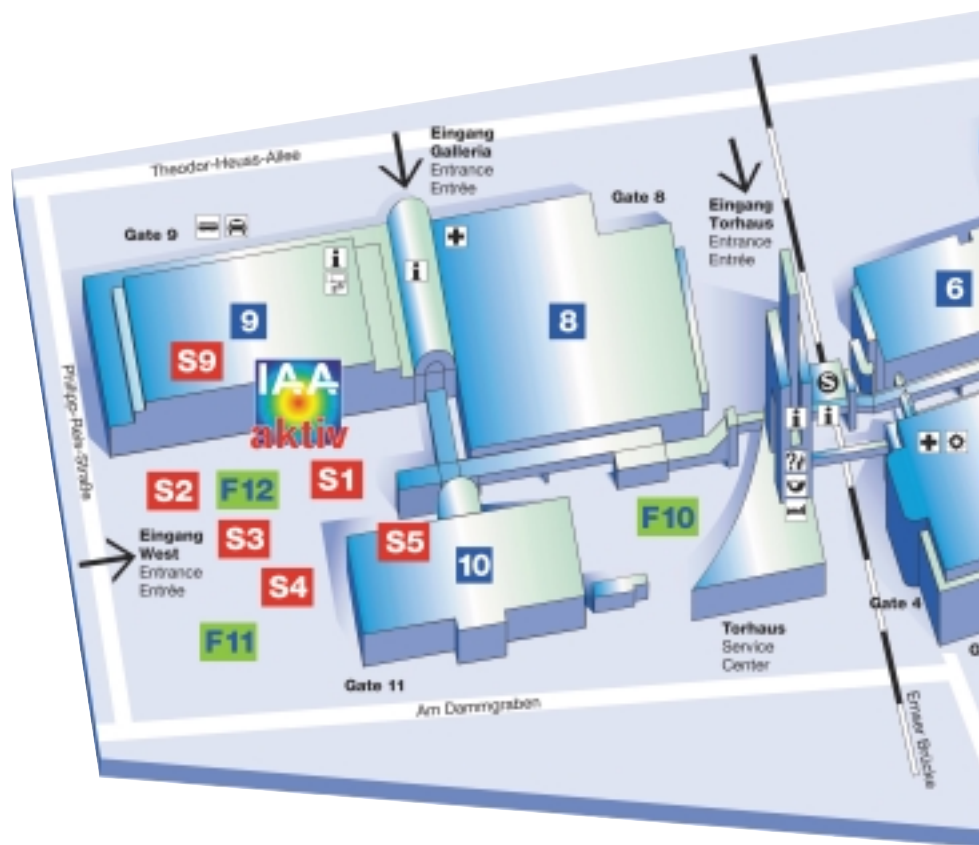 Theodor-Heuss-Allee
Eingang
Galleria
Entrance
Entrée
Gate 9
Gate 8
Eingang
Torhaus
Entrance
Entrée
i
i
6
9
8
S9
IAA
aktiv
Philipp-Reis-Straße
S
i
i
S2
F12
S1
F10
S3
S5
10
Eingang
West
Entrance
Entrée
S4
F11
Gate 4
Gate 11
Torhaus
Service
Center
Am Dammgraben
Emser Brücke